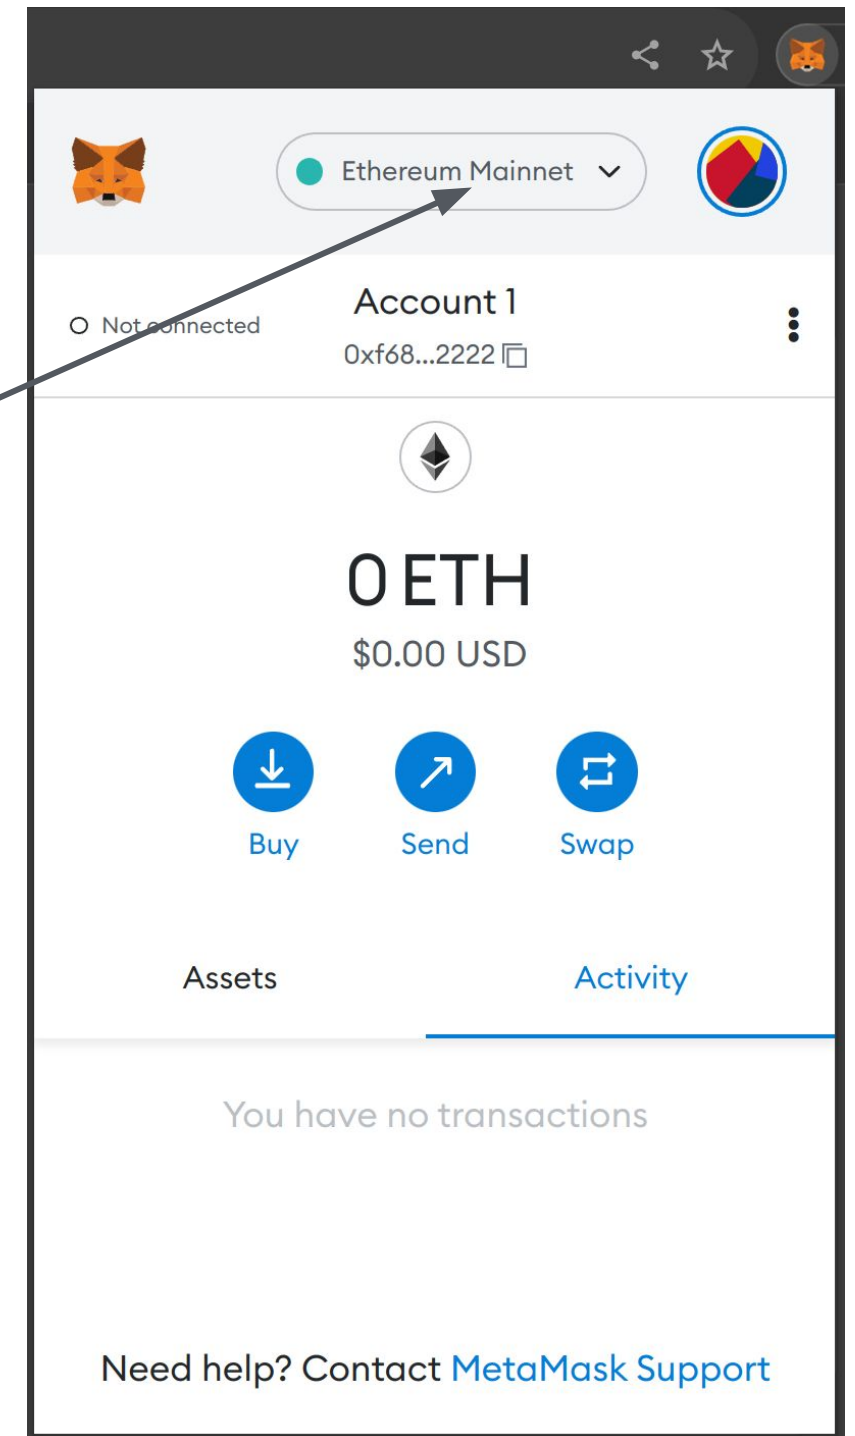 Ethereum Mainnet
Not connected
Account 1
0xf68...2222
0 ETH
$0.00 USD
Buy Send Swap
Assets Activity
You have no transactions
Need help? Contact MetaMask Support